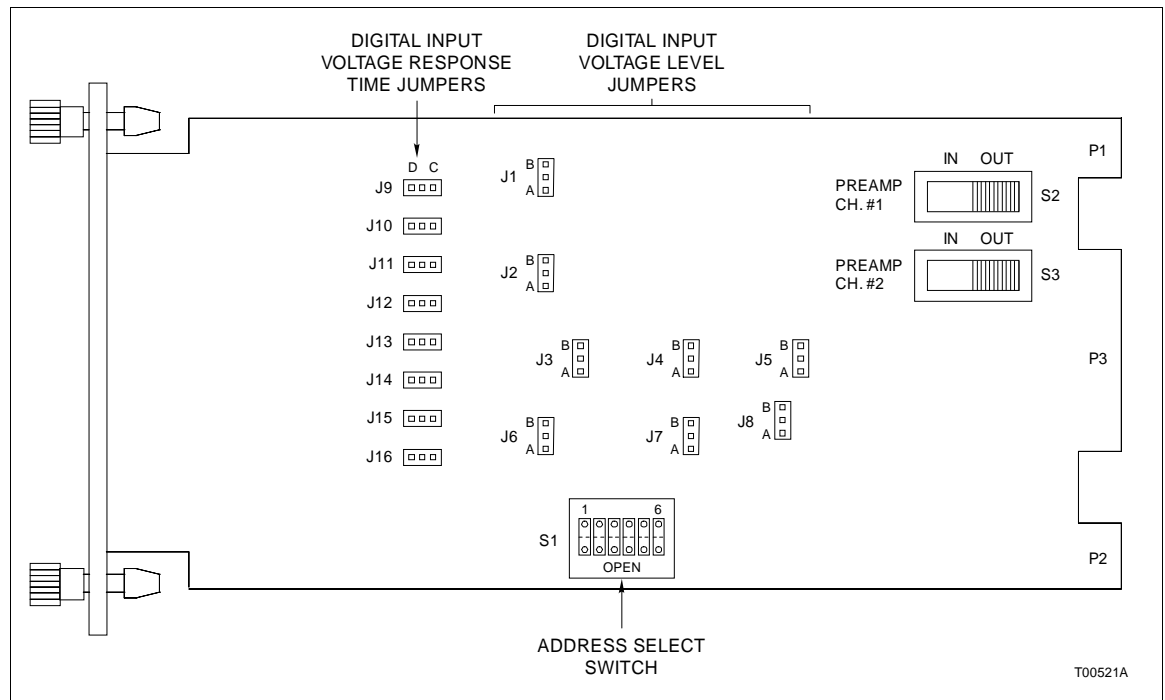 DIGITAL INPUT
VOLTAGE RESPONSE
TIME JUMPERS
DIGITAL INPUT
VOLTAGE LEVEL
JUMPERS
D C
J9
J10
J11
J12
J13
J14
J15
J16
J1
B
A
J2
B
A
J3
B
A
J4
B
A
J5
B
A
J6
B
A
J7
B
A
J8
B
A
IN OUT
PREAMP
CH. #1
S2
IN OUT
PREAMP
CH. #2
S3
P1
P3
P2
S1
1 6
OPEN
ADDRESS SELECT
SWITCH
T00521A